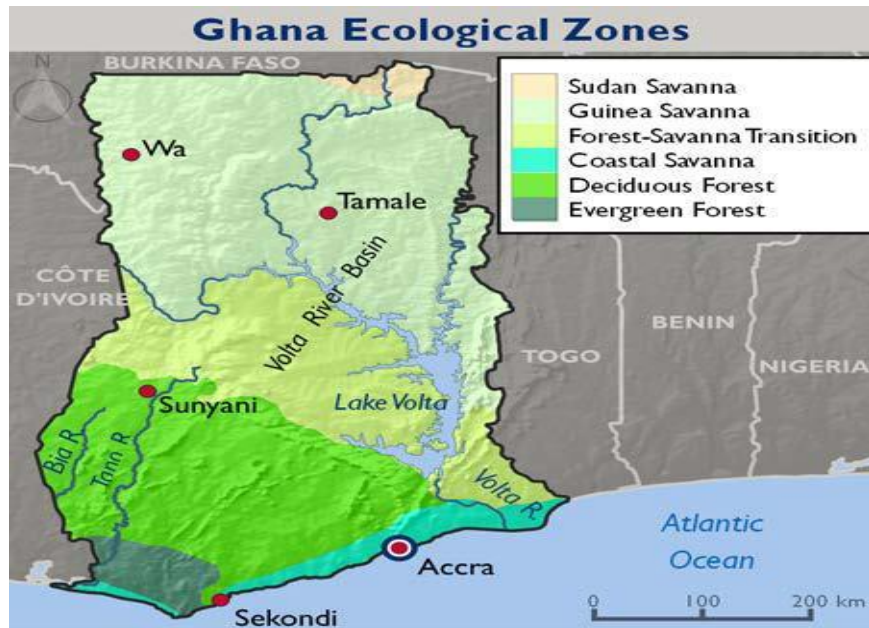 Ghana Ecological Zones
BURKINA FASO
N
Sudan Savanna
Guinea Savanna
Forest-Savanna Transition
Coastal Savanna
Deciduous Forest
Evergreen Forest
Wa
Tamale
CÔTE
D'IVOIRE
Volta River Basin
TOGO
BENIN
NIGERIA
Sunyani
Lake Volta
Bia R
Tann R
Volta R.
Atlantic
Ocean
Accra
Sekondi
0 100 200 km